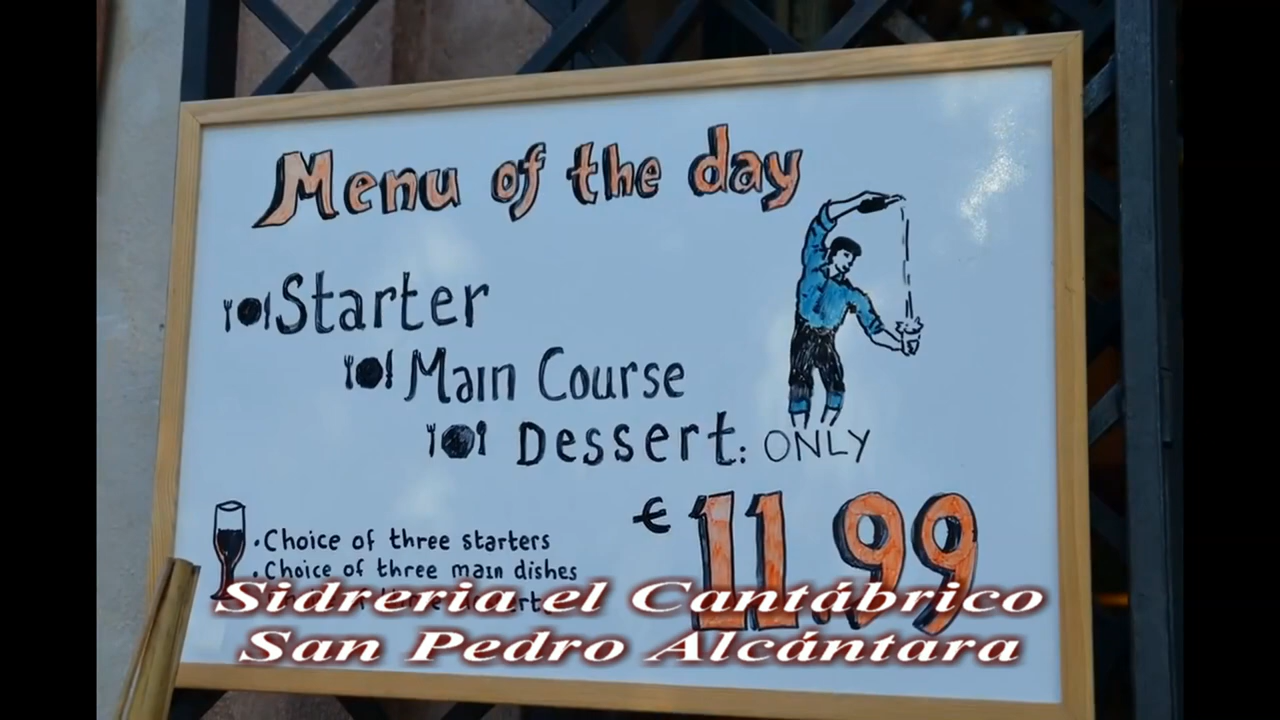 Menu of the day
Starter
Main Course
Dessert: ONLY
€ 11.99
·Choice of three starters
·Choice of three main dishes
Sidreria el Cantábrico
San Pedro Alcántara